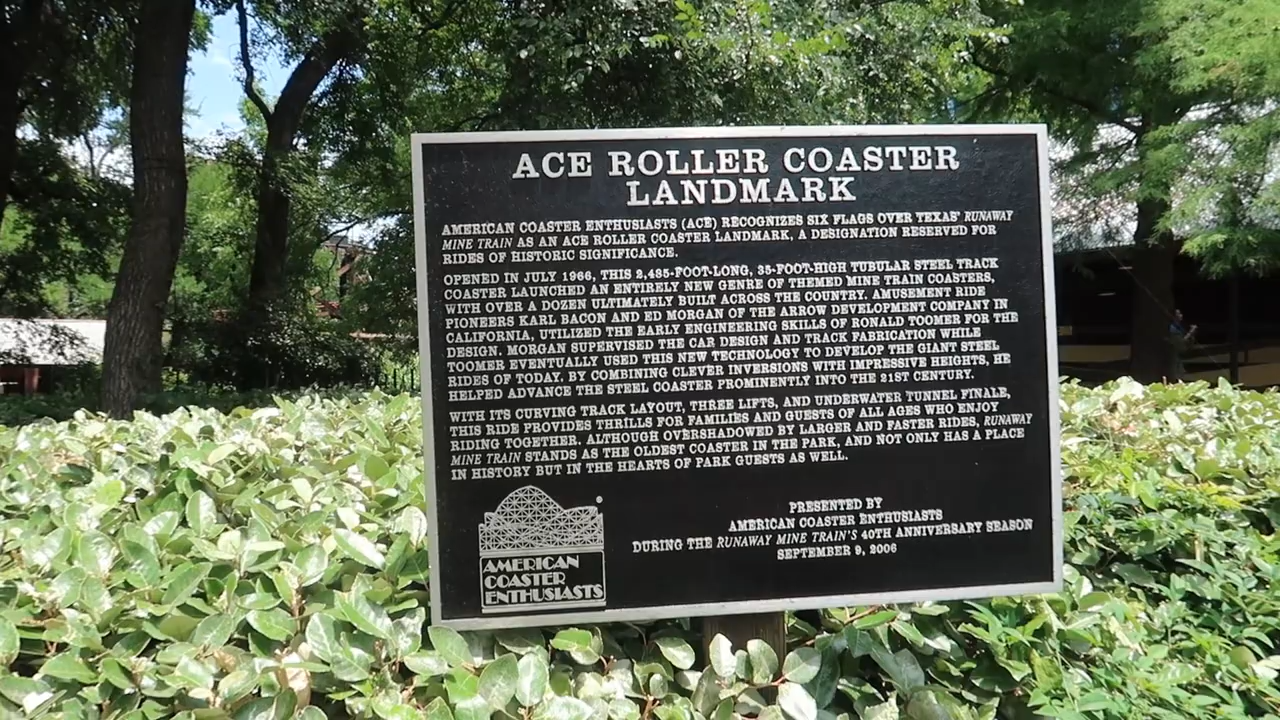 ACE ROLLER COASTER
LANDMARK
AMERICAN COASTER ENTHUSIASTS (ACE) RECOGNIZES SIX FLAGS OVER TEXAS' RUNAWAY
MINE TRAIN AS AN ACE ROLLER COASTER LANDMARK, A DESIGNATION RESERVED FOR
RIDES OF HISTORIC SIGNIFICANCE.
OPENED IN JULY 1966, THIS 2,485-FOOT-LONG, 35-FOOT-HIGH TUBULAR STEEL TRACK
COASTER LAUNCHED AN ENTIRELY NEW GENRE OF THEMED MINE TRAIN COASTERS,
WITH OVER A DOZEN ULTIMATELY BUILT ACROSS THE COUNTRY. AMUSEMENT RIDE
PIONEERS KARL BACON AND ED MORGAN OF THE ARROW DEVELOPMENT COMPANY IN
CALIFORNIA, UTILIZED THE EARLY ENGINEERING SKILLS OF RONALD TOOMER FOR THE
DESIGN. MORGAN SUPERVISED THE CAR DESIGN AND TRACK FABRICATION WHILE
TOOMER EVENTUALLY USED THIS NEW TECHNOLOGY TO DEVELOP THE GIANT STEEL
RIDES OF TODAY. BY COMBINING CLEVER INVERSIONS WITH IMPRESSIVE HEIGHTS, HE
HELPED ADVANCE THE STEEL COASTER PROMINENTLY INTO THE 21ST CENTURY.
WITH ITS CURVING TRACK LAYOUT, THREE LIFTS, AND UNDERWATER TUNNEL FINALE,
THIS RIDE PROVIDES THRILLS FOR FAMILIES AND GUESTS OF ALL AGES WHO ENJOY
RIDING TOGETHER. ALTHOUGH OVERSHADOWED BY LARGER AND FASTER RIDES, RUNAWAY
MINE TRAIN STANDS AS THE OLDEST COASTER IN THE PARK, AND NOT ONLY HAS A PLACE
IN HISTORY BUT IN THE HEARTS OF PARK GUESTS AS WELL.
AMERICAN
COASTER
ENTHUSIASTS
®
PRESENTED BY
AMERICAN COASTER ENTHUSIASTS
DURING THE RUNAWAY MINE TRAIN'S 40TH ANNIVERSARY SEASON
SEPTEMBER 9, 2006